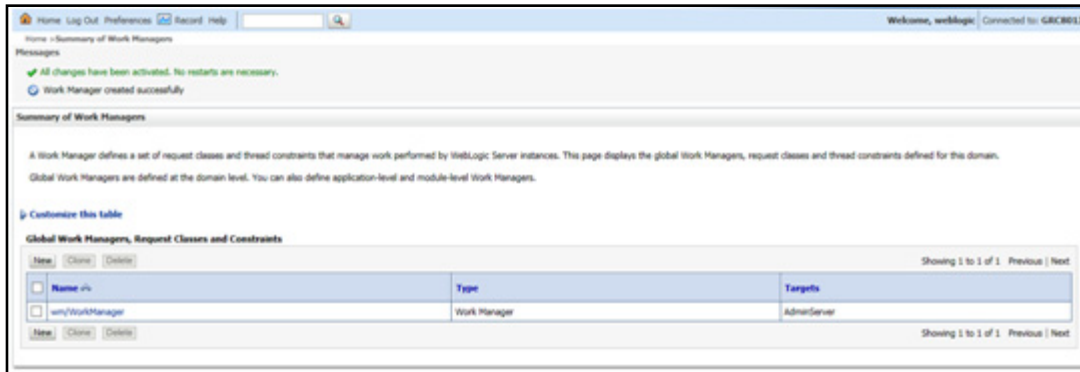 Home Log Out Preferences Record Help
Welcome, weblogic Connected to: GRC801
Home >Summary of Work Managers
Messages
All changes have been activated. No restarts are necessary.
Work Manager created successfully
Summary of Work Managers
A Work Manager defines a set of request classes and thread constraints that manage work performed by WebLogic Server instances. This page displays the global Work Managers, request classes and thread constraints defined for this domain.
Global Work Managers are defined at the domain level. You can also define application-level and module-level Work Managers.
Customize this table
Global Work Managers, Request Classes and Constraints
New Clone Delete Showing 1 to 1 of 1 Previous | Next
Name Type Targets
wm/WorkManager Work Manager AdminServer
New Clone Delete Showing 1 to 1 of 1 Previous | Next